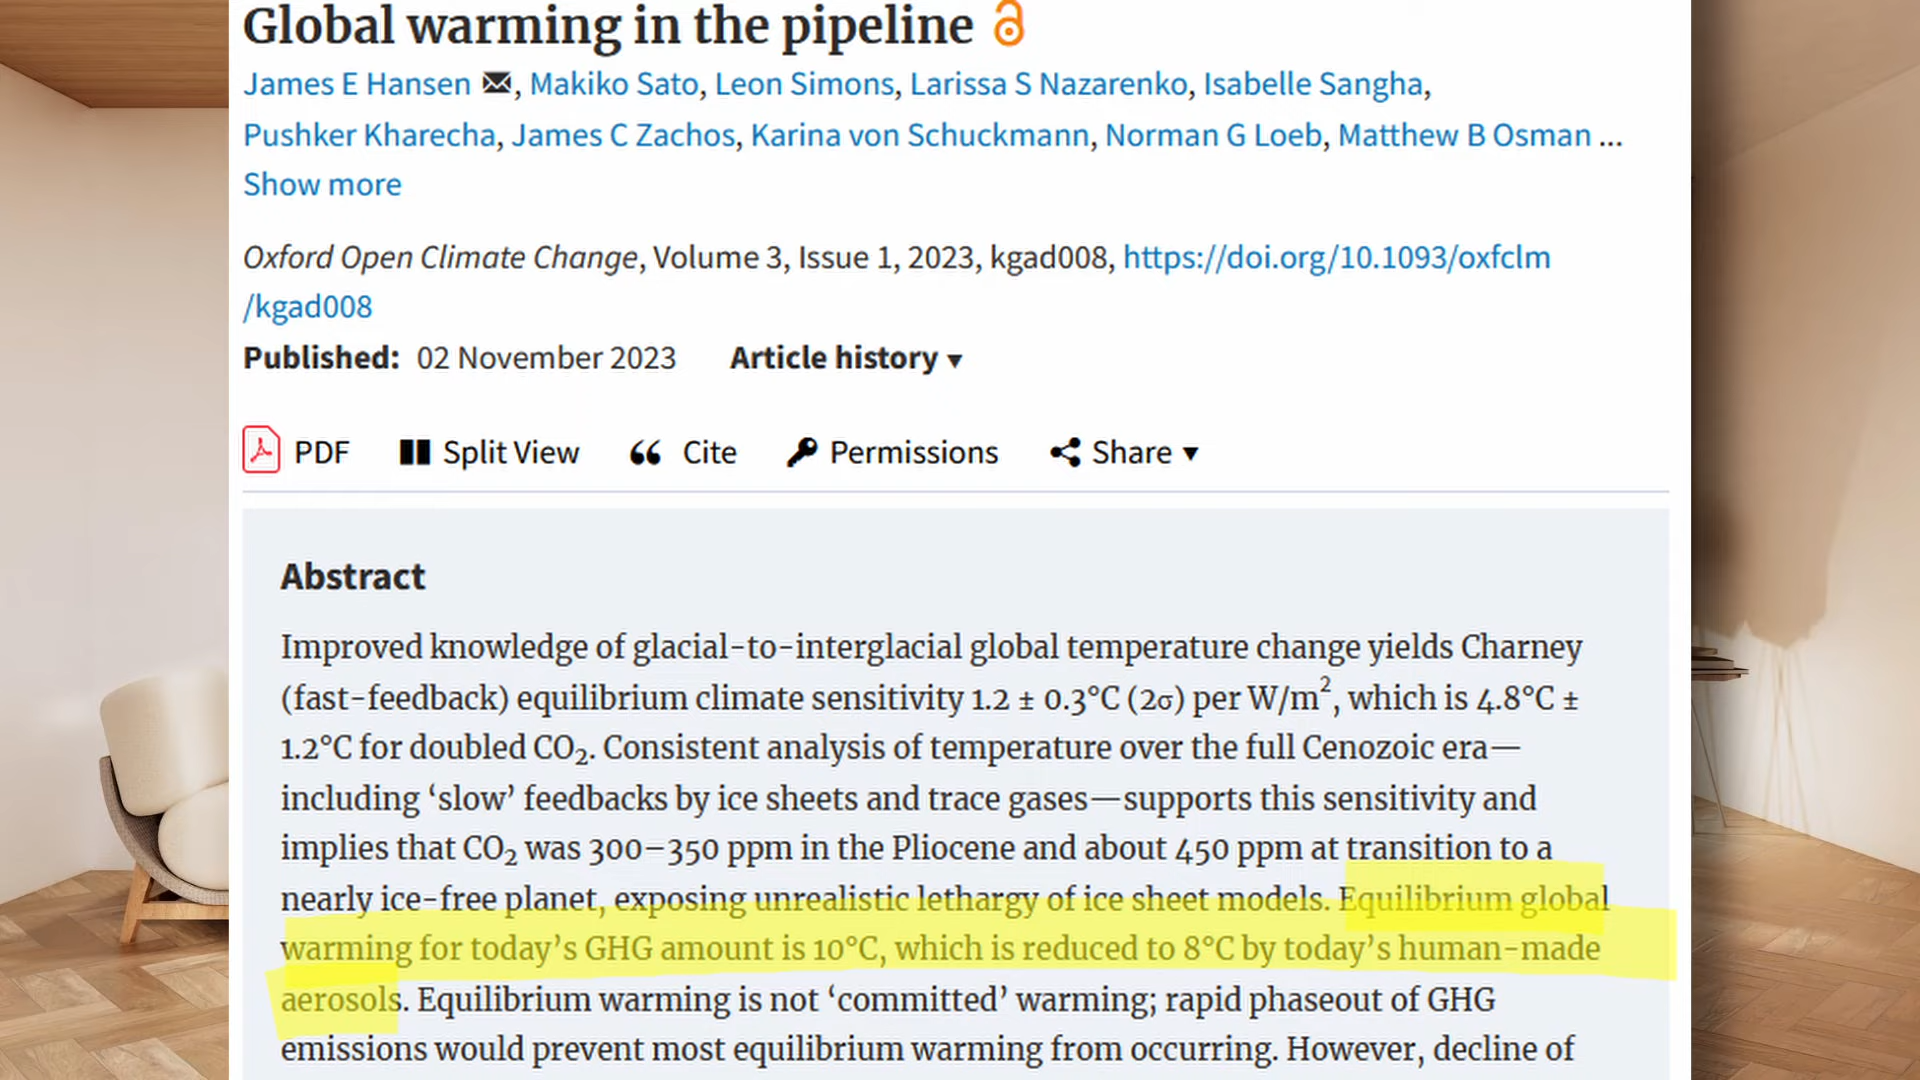 Global warming in the pipeline
James E Hansen, Makiko Sato, Leon Simons, Larissa S Nazarenko, Isabelle Sangha,
Pushker Kharecha, James C Zachos, Karina von Schuckmann, Norman G Loeb, Matthew B Osman ...
Show more
Oxford Open Climate Change, Volume 3, Issue 1, 2023, kgad008, https://doi.org/10.1093/oxfclm
/kgad008
Published: 02 November 2023 Article history ▾
PDF Split View Cite Permissions Share ▾
Abstract
Improved knowledge of glacial-to-interglacial global temperature change yields Charney
(fast-feedback) equilibrium climate sensitivity 1.2 ± 0.3°C (2σ) per W/m², which is 4.8°C ±
1.2°C for doubled CO₂. Consistent analysis of temperature over the full Cenozoic era—
including ‘slow’ feedbacks by ice sheets and trace gases—supports this sensitivity and
implies that CO₂ was 300–350 ppm in the Pliocene and about 450 ppm at transition to a
nearly ice-free planet, exposing unrealistic lethargy of ice sheet models. Equilibrium global
warming for today’s GHG amount is 10°C, which is reduced to 8°C by today’s human-made
aerosols. Equilibrium warming is not ‘committed’ warming; rapid phaseout of GHG
emissions would prevent most equilibrium warming from occurring. However, decline of